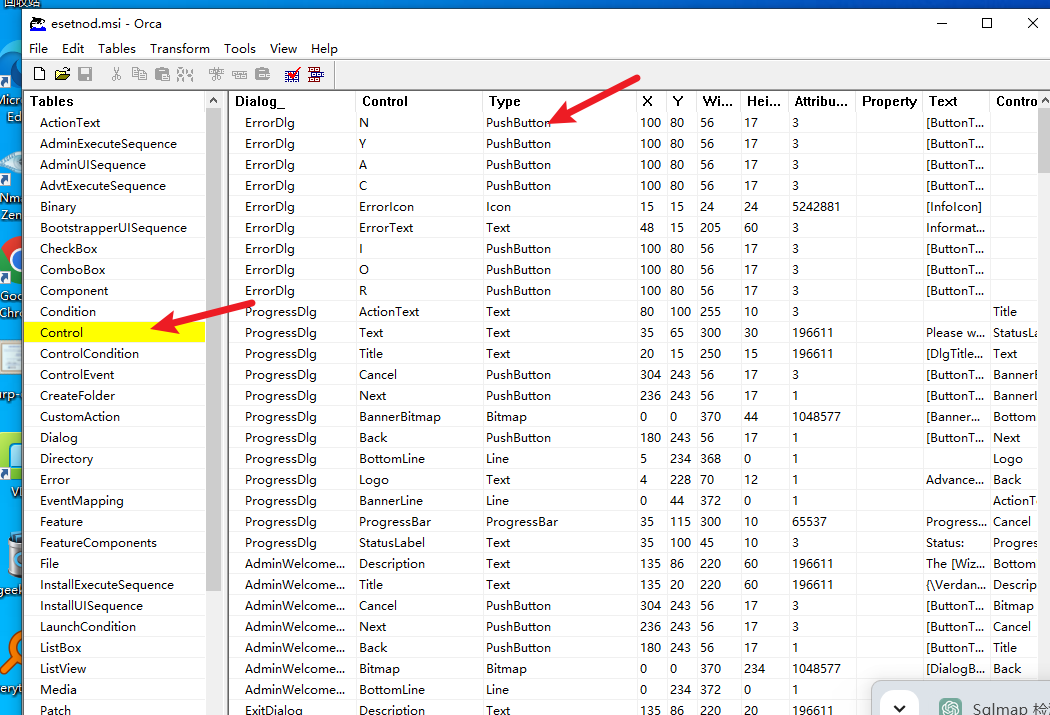 回收站
esetnod.msi - Orca
File Edit Tables Transform Tools View Help
Tables Dialog_ Control Type X Y Wi... Hei... Attribu... Property Text Contro
ActionText ErrorDlg N PushButton 100 80 56 17 3 [ButtonT...
AdminExecuteSequence ErrorDlg Y PushButton 100 80 56 17 3 [ButtonT...
AdminUISequence ErrorDlg A PushButton 100 80 56 17 3 [ButtonT...
AdvtExecuteSequence ErrorDlg C PushButton 100 80 56 17 3 [ButtonT...
Binary ErrorDlg ErrorIcon Icon 15 15 24 24 5242881 [InfoIcon]
BootstrapperUISequence ErrorDlg ErrorText Text 48 15 205 60 3 Informat...
CheckBox ErrorDlg I PushButton 100 80 56 17 3 [ButtonT...
ComboBox ErrorDlg O PushButton 100 80 56 17 3 [ButtonT...
Component ErrorDlg R PushButton 100 80 56 17 3 [ButtonT...
Condition ProgressDlg ActionText Text 80 100 255 10 3 Title
Control ProgressDlg Text Text 35 65 300 30 196611 Please w... StatusLa
ControlCondition ProgressDlg Title Text 20 15 250 15 196611 [DlgTitle... Text
ControlEvent ProgressDlg Cancel PushButton 304 243 56 17 3 [ButtonT... BannerB
CreateFolder ProgressDlg Next PushButton 236 243 56 17 1 [ButtonT... BannerL
CustomAction ProgressDlg BannerBitmap Bitmap 0 0 370 44 1048577 [Banner... Bottom
Dialog ProgressDlg Back PushButton 180 243 56 17 1 [ButtonT... Next
Directory ProgressDlg BottomLine Line 5 234 368 0 1 Logo
Error ProgressDlg Logo Text 4 228 70 12 1 Advance... Back
EventMapping ProgressDlg BannerLine Line 0 44 372 0 1 ActionT
Feature ProgressDlg ProgressBar ProgressBar 35 115 300 10 65537 Progress... Cancel
FeatureComponents ProgressDlg StatusLabel Text 35 100 45 10 3 Status: Progres
File AdminWelcome... Description Text 135 86 220 60 196611 The [Wiz... Bottom
InstallExecuteSequence AdminWelcome... Title Text 135 20 220 60 196611 {\Verdan... Descrip
InstallUISequence AdminWelcome... Cancel PushButton 304 243 56 17 3 [ButtonT... Bitmap
LaunchCondition AdminWelcome... Next PushButton 236 243 56 17 3 [ButtonT... Cancel
ListBox AdminWelcome... Back PushButton 180 243 56 17 1 [ButtonT... Title
ListView AdminWelcome... Bitmap Bitmap 0 0 370 234 1048577 [DialogB... Back
Media AdminWelcome... BottomLine Line 0 234 372 0 1
Patch ExitDialog Description Text 135 86 220 20 196611
Sqlmap 检